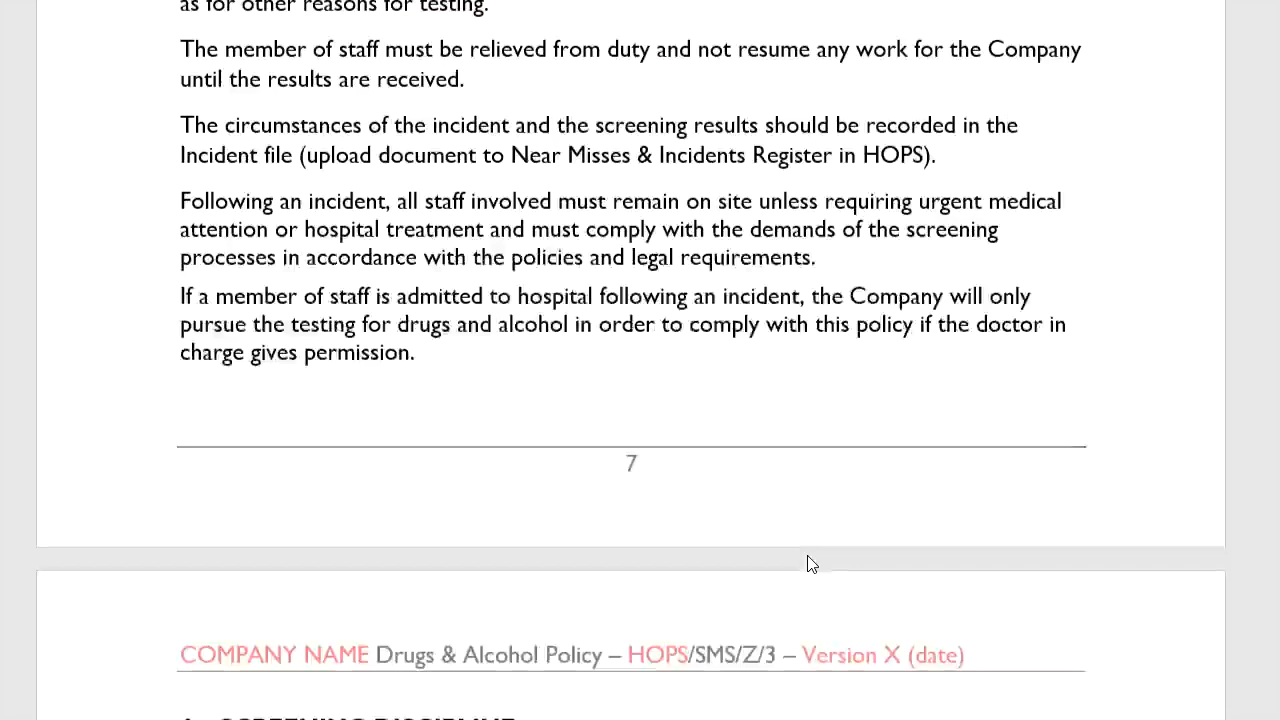 as for other reasons for testing.
The member of staff must be relieved from duty and not resume any work for the Company
until the results are received.
The circumstances of the incident and the screening results should be recorded in the
Incident file (upload document to Near Misses & Incidents Register in HOPS).
Following an incident, all staff involved must remain on site unless requiring urgent medical
attention or hospital treatment and must comply with the demands of the screening
processes in accordance with the policies and legal requirements.
If a member of staff is admitted to hospital following an incident, the Company will only
pursue the testing for drugs and alcohol in order to comply with this policy if the doctor in
charge gives permission.
7
COMPANY NAME Drugs & Alcohol Policy – HOPS/SMS/Z/3 – Version X (date)
SCREENING DISCIPLINE